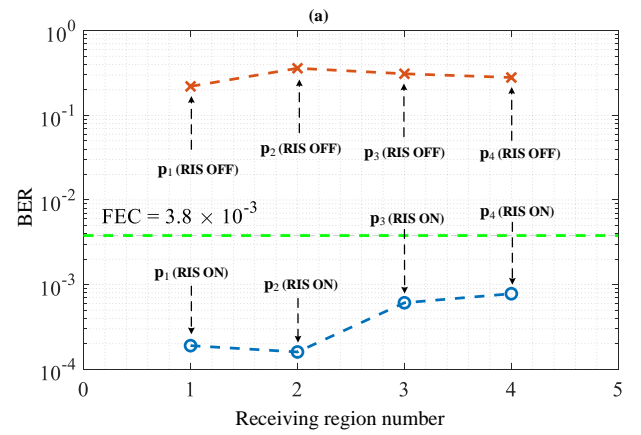 (a)
10^0
10^-1
10^-2
10^-3
10^-4
BER
p1 (RIS OFF)
p2 (RIS OFF)
p3 (RIS OFF)
p4 (RIS OFF)
FEC = 3.8 × 10^-3
p3 (RIS ON)
p4 (RIS ON)
p1 (RIS ON)
p2 (RIS ON)
0 1 2 3 4 5
Receiving region number